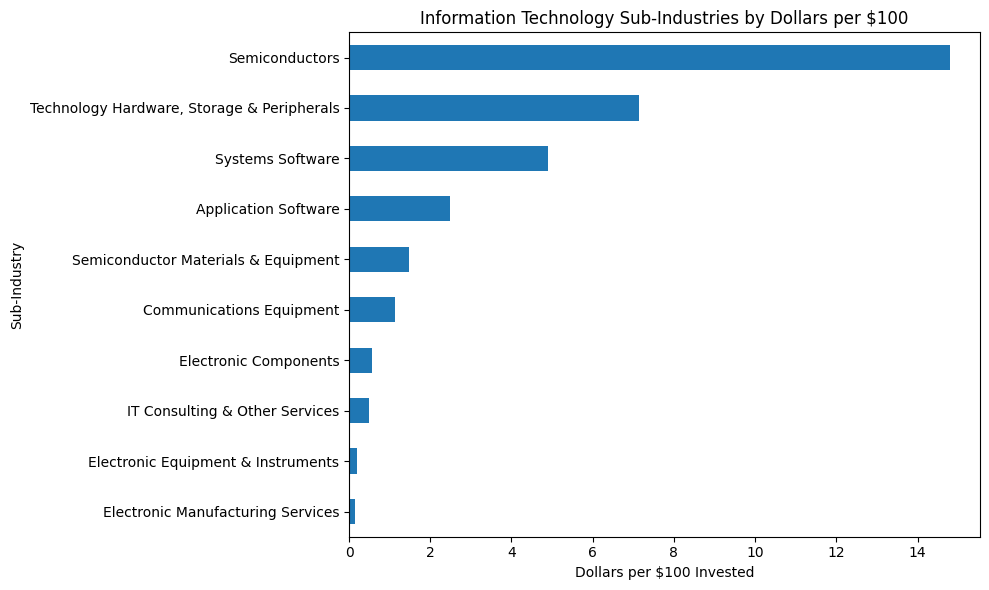 Information Technology Sub-Industries by Dollars per $100
Sub-Industry
Semiconductors
Technology Hardware, Storage & Peripherals
Systems Software
Application Software
Semiconductor Materials & Equipment
Communications Equipment
Electronic Components
IT Consulting & Other Services
Electronic Equipment & Instruments
Electronic Manufacturing Services
0 2 4 6 8 10 12 14
Dollars per $100 Invested